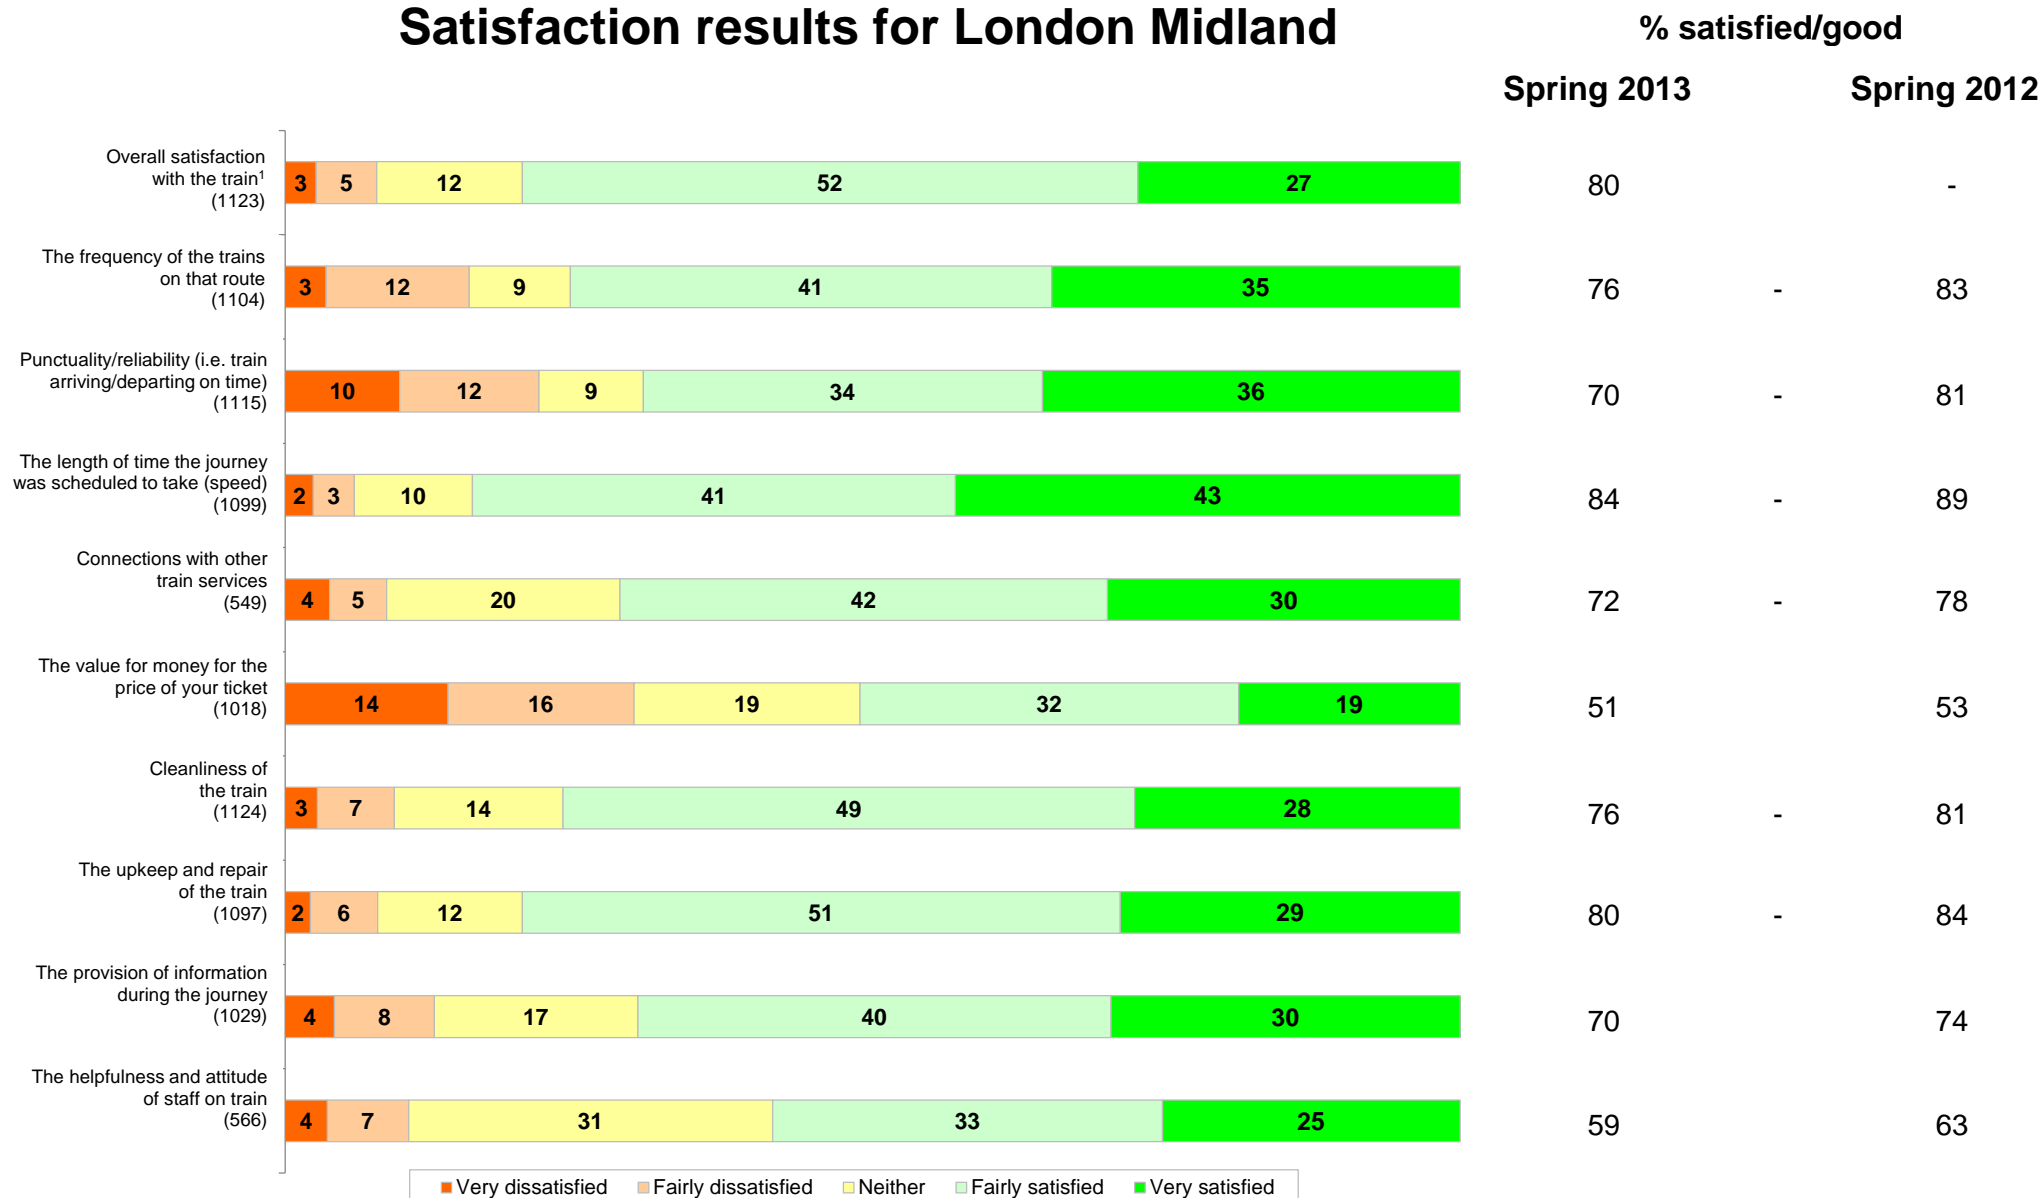 Satisfaction results for London Midland
% satisfied/good
Spring 2013 Spring 2012
Overall satisfaction
with the train¹
(1123)
3 5 12 52 27 80 -
The frequency of the trains
on that route
(1104)
3 12 9 41 35 76 - 83
Punctuality/reliability (i.e. train
arriving/departing on time)
(1115)
10 12 9 34 36 70 - 81
The length of time the journey
was scheduled to take (speed)
(1099)
2 3 10 41 43 84 - 89
Connections with other
train services
(549)
4 5 20 42 30 72 - 78
The value for money for the
price of your ticket
(1018)
14 16 19 32 19 51 53
Cleanliness of
the train
(1124)
3 7 14 49 28 76 - 81
The upkeep and repair
of the train
(1097)
2 6 12 51 29 80 - 84
The provision of information
during the journey
(1029)
4 8 17 40 30 70 74
The helpfulness and attitude
of staff on train
(566)
4 7 31 33 25 59 63
Very dissatisfied Fairly dissatisfied Neither Fairly satisfied Very satisfied